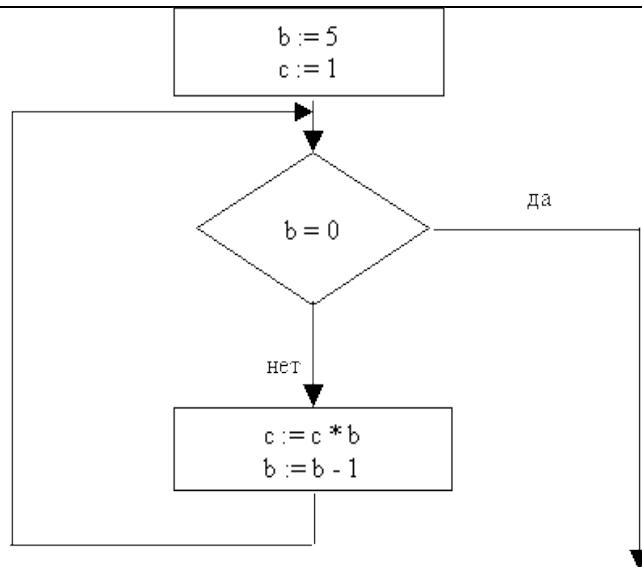 b := 5
c := 1
b = 0
да
нет
c := c * b
b := b - 1